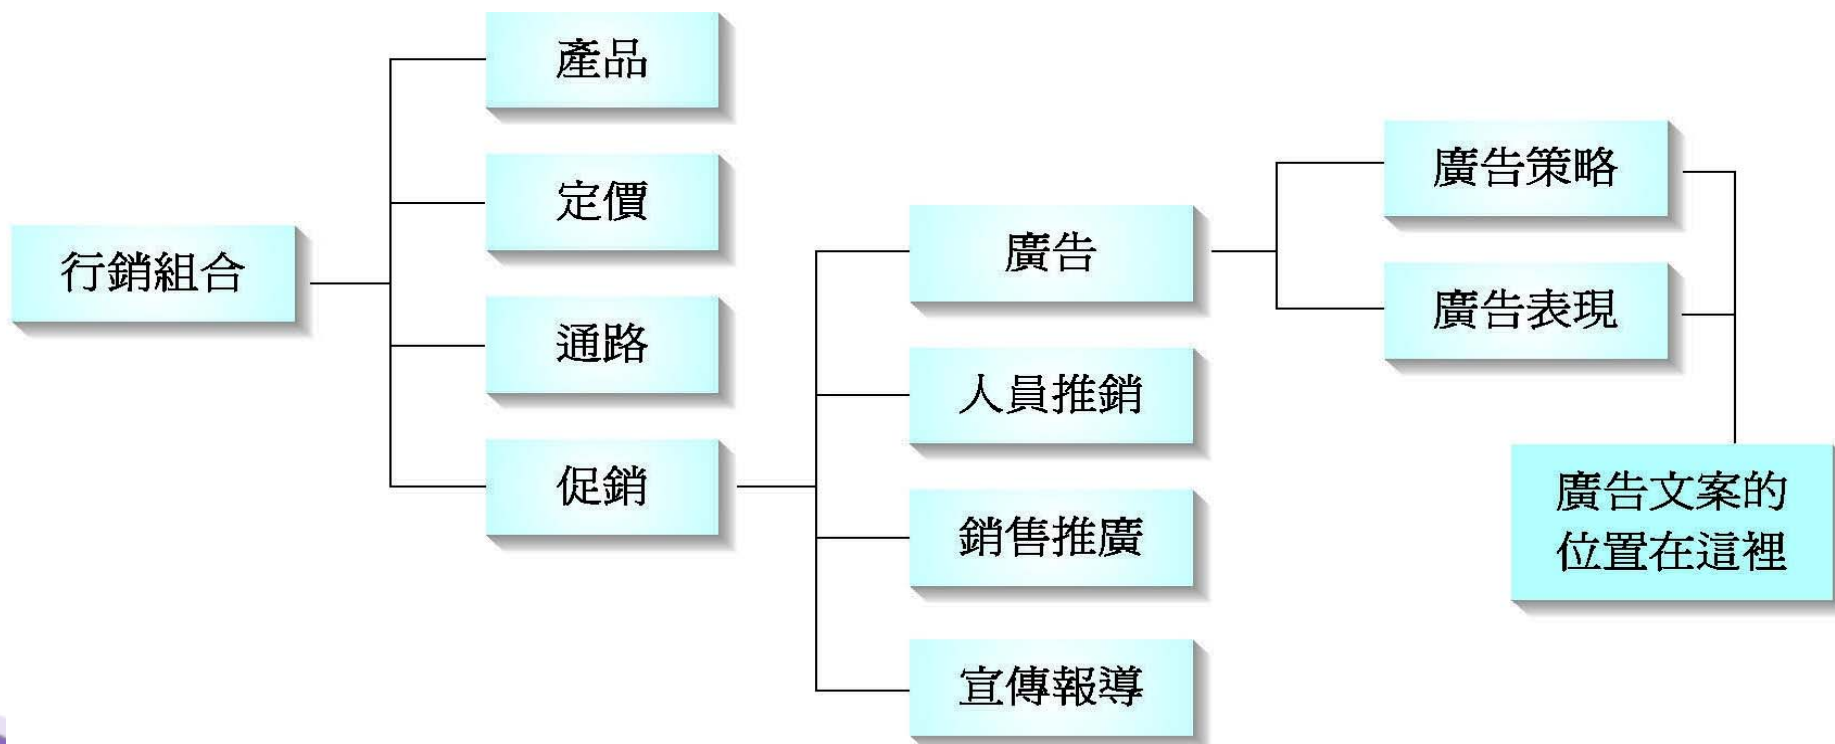 行銷組合
產品
定價
通路
促銷
廣告
人員推銷
銷售推廣
宣傳報導
廣告策略
廣告表現
廣告文案的
位置在這裡